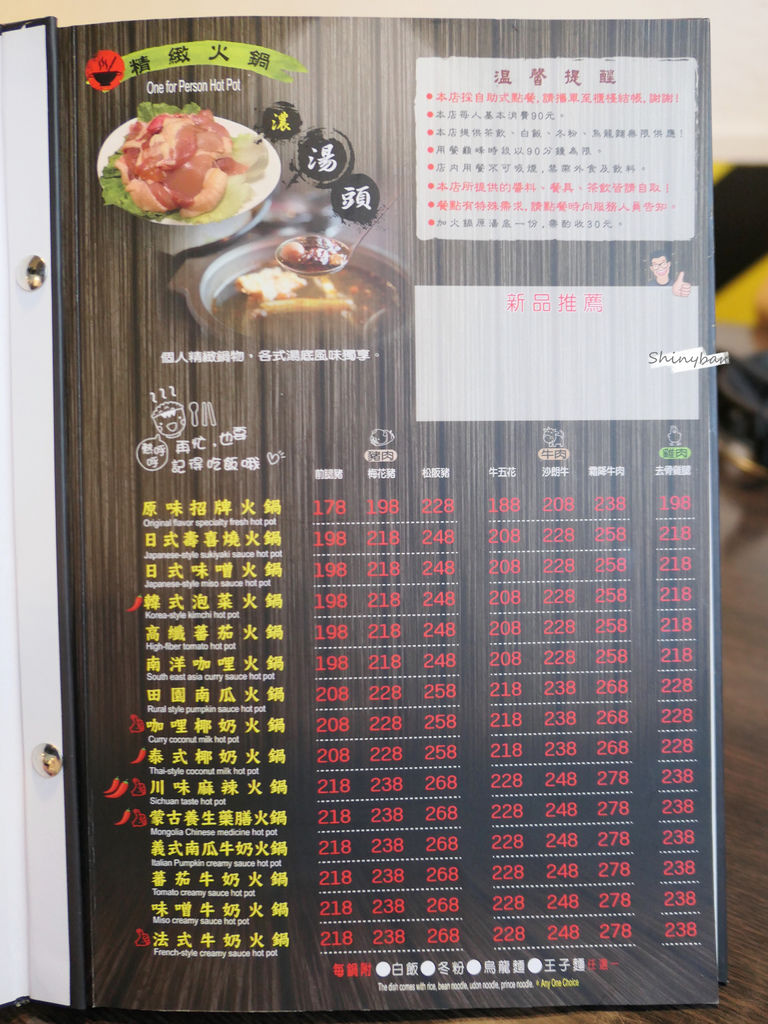 精緻火鍋
One for Person Hot Pot
濃
湯
頭
溫馨提醒
本店採自助式點餐,請攜單至櫃檯結帳,謝謝!
本店每人基本消費90元。
本店提供茶飲、白飯、冬粉、烏龍麵無限供應!
用餐巔峰時段以90分鐘為限。
店內用餐不可吸煙,禁帶外食及飲料。
本店所提供的醬料、餐具、茶飲皆請自取!
餐點有特殊需求,請點餐時向服務人員告知。
加火鍋原湯底一份,需酌收30元。
新品推薦
Shinyban
個人精緻鍋物,各式湯底風味獨享。
熱呼呼
再忙,也要
記得吃飯哦
豬肉 牛肉 雞肉
前腿豬 梅花豬 松阪豬 牛五花 沙朗牛 霜降牛肉 去骨雞腿
原味招牌火鍋 178 198 228 188 208 238 198
Original flavor specialty fresh hot pot
日式壽喜燒火鍋 198 218 248 208 228 258 218
Japanese-style sukiyaki sauce hot pot
日式味噌火鍋 198 218 248 208 228 258 218
Japanese-style miso sauce hot pot
韓式泡菜火鍋 198 218 248 208 228 258 218
Korea-style kimchi hot pot
高纖蕃茄火鍋 198 218 248 208 228 258 218
High-fiber tomato hot pot
南洋咖哩火鍋 198 218 248 208 228 258 218
South east asia curry sauce hot pot
田園南瓜火鍋 208 228 258 218 238 268 228
Rural style pumpkin sauce hot pot
咖哩椰奶火鍋 208 228 258 218 238 268 228
Curry coconut milk hot pot
泰式椰奶火鍋 208 228 258 218 238 268 228
Thai-style coconut milk hot pot
川味麻辣火鍋 218 238 268 228 248 278 238
Sichuan taste hot pot
蒙古養生藥膳火鍋 218 238 268 228 248 278 238
Mongolia Chinese medicine hot pot
義式南瓜牛奶火鍋 218 238 268 228 248 278 238
Italian Pumpkin creamy sauce hot pot
蕃茄牛奶火鍋 218 238 268 228 248 278 238
Tomato creamy sauce hot pot
味噌牛奶火鍋 218 238 268 228 248 278 238
Miso creamy sauce hot pot
法式牛奶火鍋 218 238 268 228 248 278 238
French-style creamy sauce hot pot
每鍋附 白飯 冬粉 烏龍麵 王子麵 任選一
The dish comes with rice, bean noodle, udon noodle, prince noodle. * Any One Choice